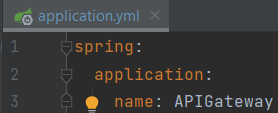 application.yml
1 spring:
2 application:
3 name: APIGateway